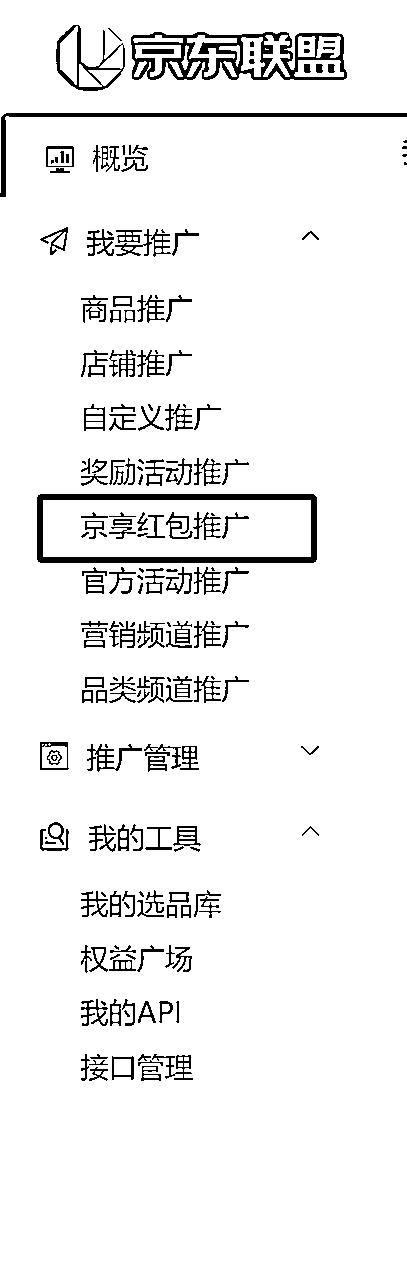 京东联盟
概览
我要推广
商品推广
店铺推广
自定义推广
奖励活动推广
京享红包推广
官方活动推广
营销频道推广
品类频道推广
推广管理
我的工具
我的选品库
权益广场
我的API
接口管理